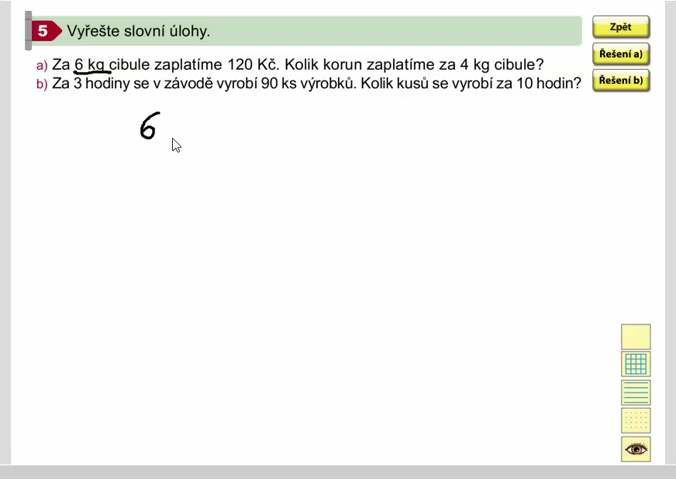 5 Vyřešte slovní úlohy.
Zpět
a) Za 6 kg cibule zaplatíme 120 Kč. Kolik korun zaplatíme za 4 kg cibule?
Řešení a)
b) Za 3 hodiny se v závodě vyrobí 90 ks výrobků. Kolik kusů se vyrobí za 10 hodin?
Řešení b)
6